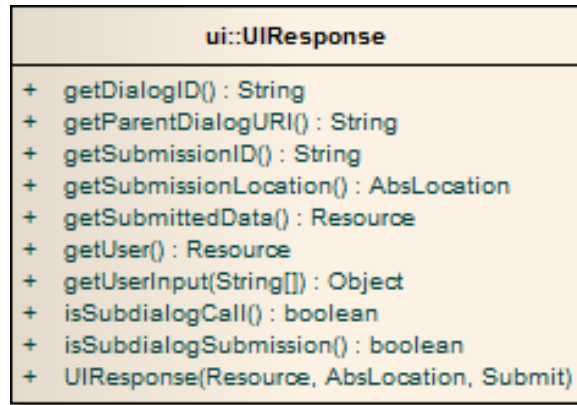 ui::UIResponse
+ getDialogID() : String
+ getParentDialogURI() : String
+ getSubmissionID() : String
+ getSubmissionLocation() : AbsLocation
+ getSubmittedData() : Resource
+ getUser() : Resource
+ getUserInput(String[]) : Object
+ isSubdialogCall() : boolean
+ isSubdialogSubmission() : boolean
+ UIResponse(Resource, AbsLocation, Submit)